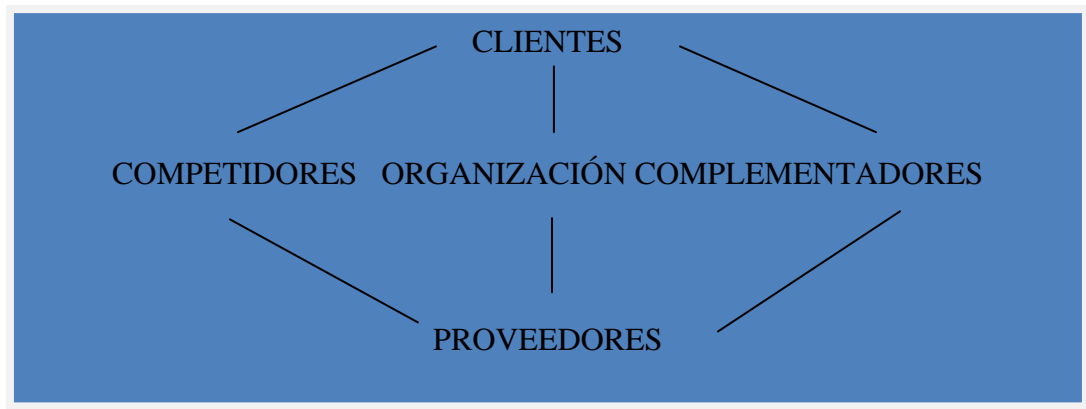 CLIENTES
COMPETIDORES ORGANIZACIÓN COMPLEMENTADORES
PROVEEDORES